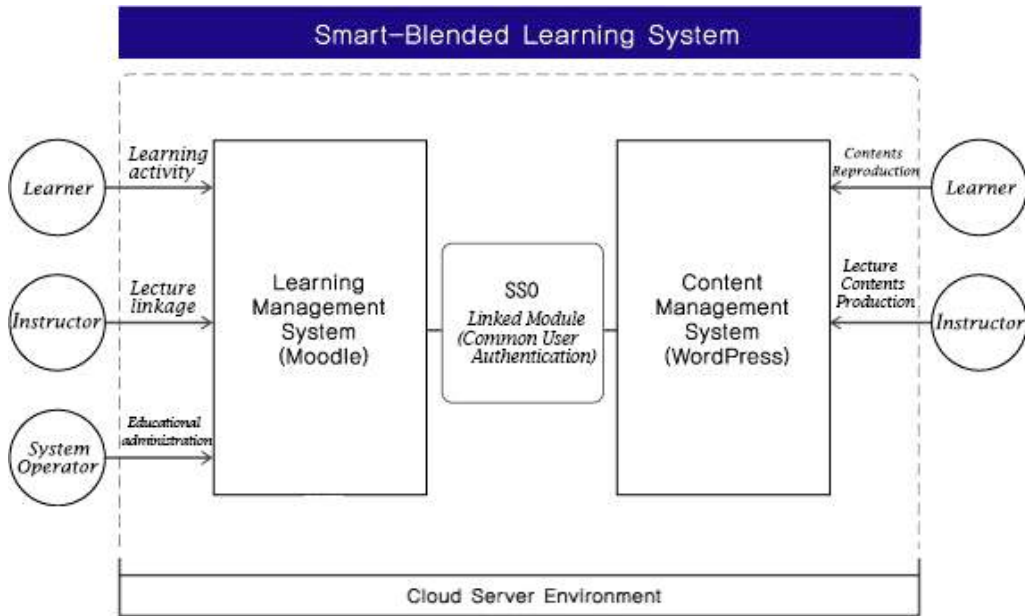 Smart-Blended Learning System
Learner
Learning
activity
Instructor
Lecture
linkage
System
Operator
Educational
administration
Learning
Management
System
(Moodle)
SSO
Linked Module
(Common User
Authentication)
Content
Management
System
(WordPress)
Contents
Reproduction
Learner
Lecture
Contents
Production
Instructor
Cloud Server Environment